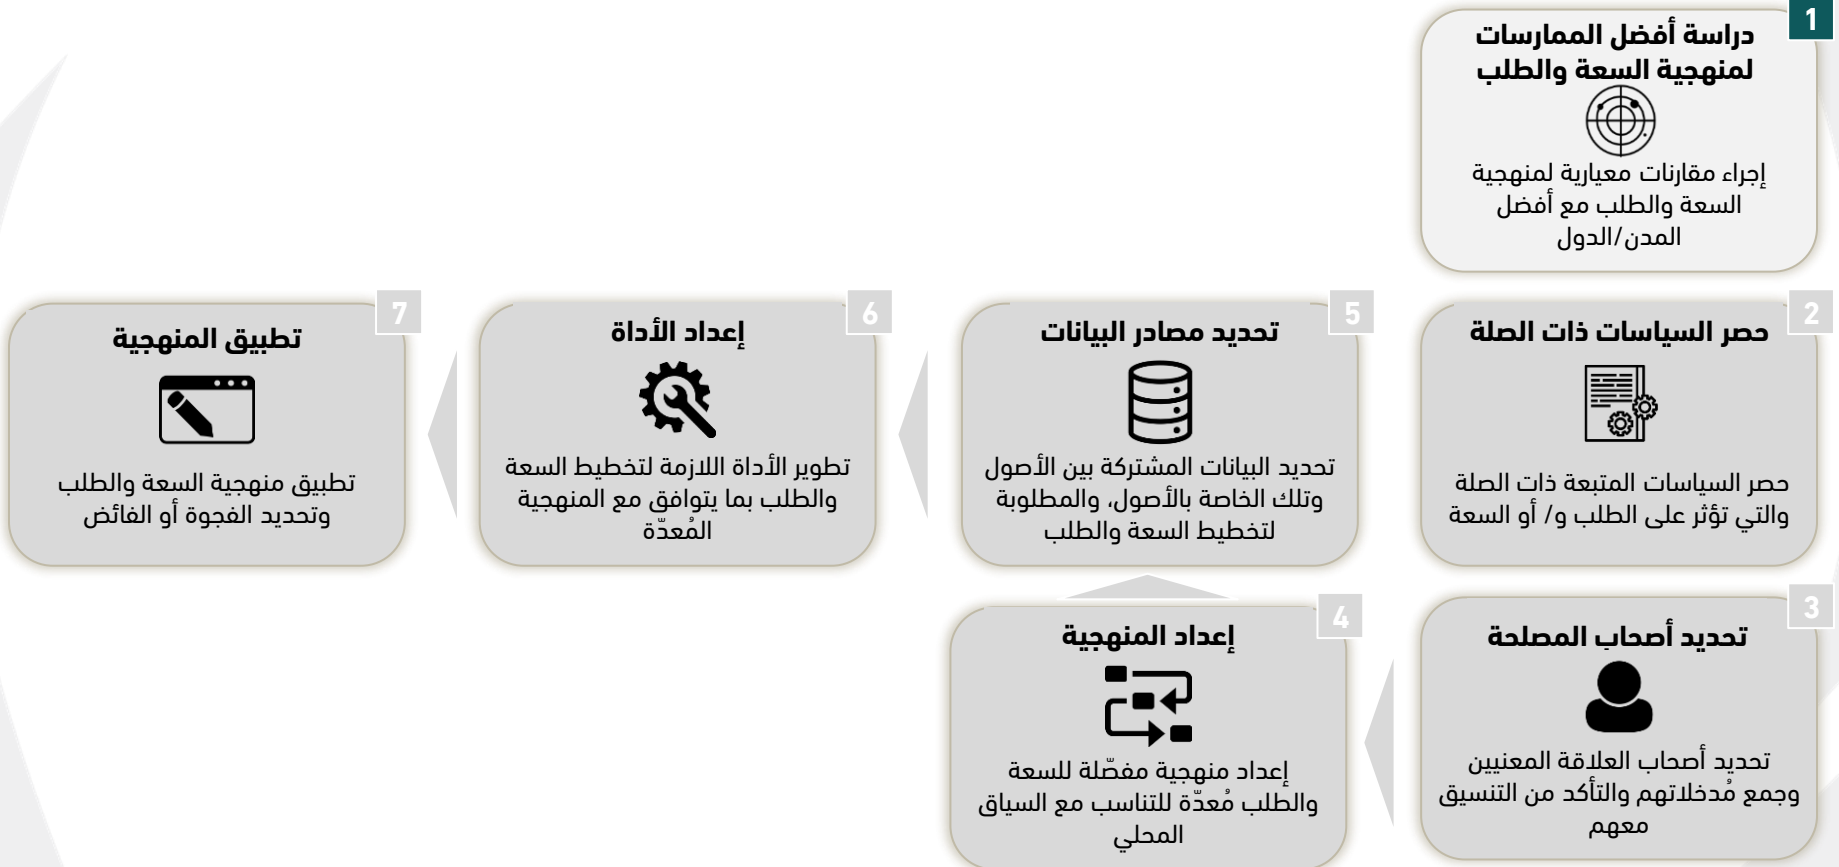 1
دراسة أفضل الممارسات
لمنهجية السعة والطلب
إجراء مقارنات معيارية لمنهجية
السعة والطلب مع أفضل
المدن/الدول
2
حصر السياسات ذات الصلة
حصر السياسات المتبعة ذات الصلة
والتي تؤثر على الطلب و/ أو السعة
3
تحديد أصحاب المصلحة
تحديد أصحاب العلاقة المعنيين
وجمع مُدخلاتهم والتأكد من التنسيق
معهم
4
إعداد المنهجية
إعداد منهجية مفصّلة للسعة
والطلب مُعدّة للتناسب مع السياق
المحلي
5
تحديد مصادر البيانات
تحديد البيانات المشتركة بين الأصول
وتلك الخاصة بالأصول، والمطلوبة
لتخطيط السعة والطلب
6
إعداد الأداة
تطوير الأداة اللازمة لتخطيط السعة
والطلب بما يتوافق مع المنهجية
المُعدّة
7
تطبيق المنهجية
تطبيق منهجية السعة والطلب
وتحديد الفجوة أو الفائض